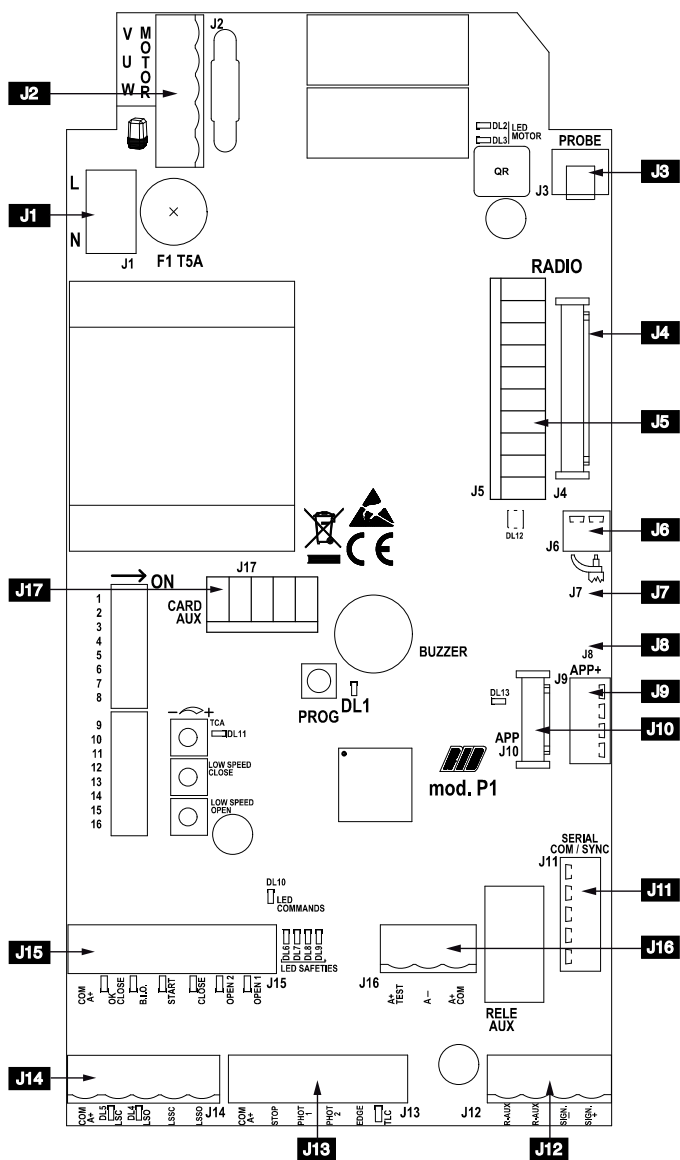 V MOTOR
U
W
J2
J2
DL2
DL3
LED
MOTOR
PROBE
QR
J3
J3
L
N
J1
J1
F1 T5A
RADIO
J4
J5
J5
J4
DL12
J6
J6
J7
J7
J8
J8
ON
1
2
3
4
5
6
7
8
J17
J17
CARD
AUX
BUZZER
PROG
DL1
J9
APP+
J9
DL13
APP
J10
J10
9
10
11
12
13
14
15
16
− +
TCA
DL11
LOW SPEED
CLOSE
LOW SPEED
OPEN
mod. P1
SERIAL
COM / SYNC
J11
J11
DL10
LED
COMMANDS
DL6
DL7
DL8
DL9
LED SAFETIES
J15
J15
COM
A+
OK
CLOSE
B.I.O.
START
CLOSE
OPEN 2
OPEN 1
J16
J16
A+
TEST
A−
A+
COM
RELE
AUX
J14
J14
COM
A+
DL5
LSC
DL4
LSO
LSSC
LSSO
J13
J13
COM
A+
STOP
PHOT
1
PHOT
2
EDGE
TLC
J12
J12
R-AUX
R-AUX
SIGN.
SIGN.
+
CE